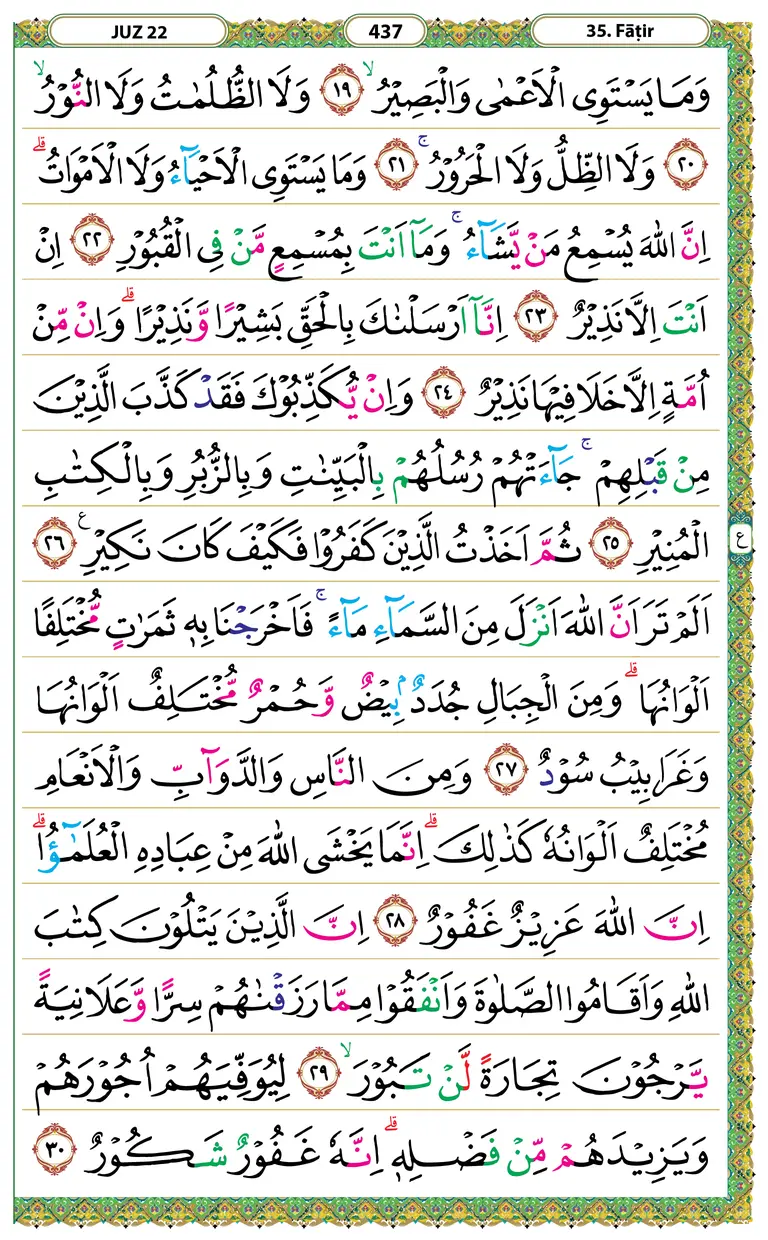 JUZ 22
437
35. Fāṭir
وَمَا يَسْتَوِى الْاَعْمٰى وَالْبَصِيْرُ ۙ ﴿١٩﴾ وَلَا الظُّلُمٰتُ وَلَا النُّوْرُ ۙ
﴿٢٠﴾ وَلَا الظِّلُّ وَلَا الْحَرُوْرُ ۚ ﴿٢١﴾ وَمَا يَسْتَوِى الْاَحْيَآءُ وَلَا الْاَمْوَاتُ ۗ
اِنَّ اللّٰهَ يُسْمِعُ مَنْ يَّشَآءُ ۚ وَمَآ اَنْتَ بِمُسْمِعٍ مَّنْ فِى الْقُبُوْرِ ﴿٢٢﴾ اِنْ
اَنْتَ اِلَّا نَذِيْرٌ ﴿٢٣﴾ اِنَّآ اَرْسَلْنٰكَ بِالْحَقِّ بَشِيْرًا وَّنَذِيْرًا ۗ وَاِنْ مِّنْ
اُمَّةٍ اِلَّا خَلَا فِيْهَا نَذِيْرٌ ﴿٢٤﴾ وَاِنْ يُّكَذِّبُوْكَ فَقَدْ كَذَّبَ الَّذِيْنَ
مِنْ قَبْلِهِمْ ۚ جَآءَتْهُمْ رُسُلُهُمْ بِالْبَيِّنٰتِ وَبِالزُّبُرِ وَبِالْكِتٰبِ
الْمُنِيْرِ ﴿٢٥﴾ ثُمَّ اَخَذْتُ الَّذِيْنَ كَفَرُوْا فَكَيْفَ كَانَ نَكِيْرِ ࣖ ﴿٢٦﴾
ع
اَلَمْ تَرَ اَنَّ اللّٰهَ اَنْزَلَ مِنَ السَّمَآءِ مَآءً ۚ فَاَخْرَجْنَا بِهٖ ثَمَرٰتٍ مُّخْتَلِفًا
اَلْوَانُهَا ۗ وَمِنَ الْجِبَالِ جُدَدٌۢ بِيْضٌ وَّحُمْرٌ مُّخْتَلِفٌ اَلْوَانُهَا
وَغَرَابِيْبُ سُوْدٌ ﴿٢٧﴾ وَمِنَ النَّاسِ وَالدَّوَآبِّ وَالْاَنْعَامِ
مُخْتَلِفٌ اَلْوَانُهٗ كَذٰلِكَ ۗ اِنَّمَا يَخْشَى اللّٰهَ مِنْ عِبَادِهِ الْعُلَمٰۤؤُا ۗ
اِنَّ اللّٰهَ عَزِيْزٌ غَفُوْرٌ ﴿٢٨﴾ اِنَّ الَّذِيْنَ يَتْلُوْنَ كِتٰبَ
اللّٰهِ وَاَقَامُوا الصَّلٰوةَ وَاَنْفَقُوْا مِمَّا رَزَقْنٰهُمْ سِرًّا وَّعَلَانِيَةً
يَّرْجُوْنَ تِجَارَةً لَّنْ تَبُوْرَ ۙ ﴿٢٩﴾ لِيُوَفِّيَهُمْ اُجُوْرَهُمْ
وَيَزِيْدَهُمْ مِّنْ فَضْلِهٖ ۗ اِنَّهٗ غَفُوْرٌ شَكُوْرٌ ﴿٣٠﴾